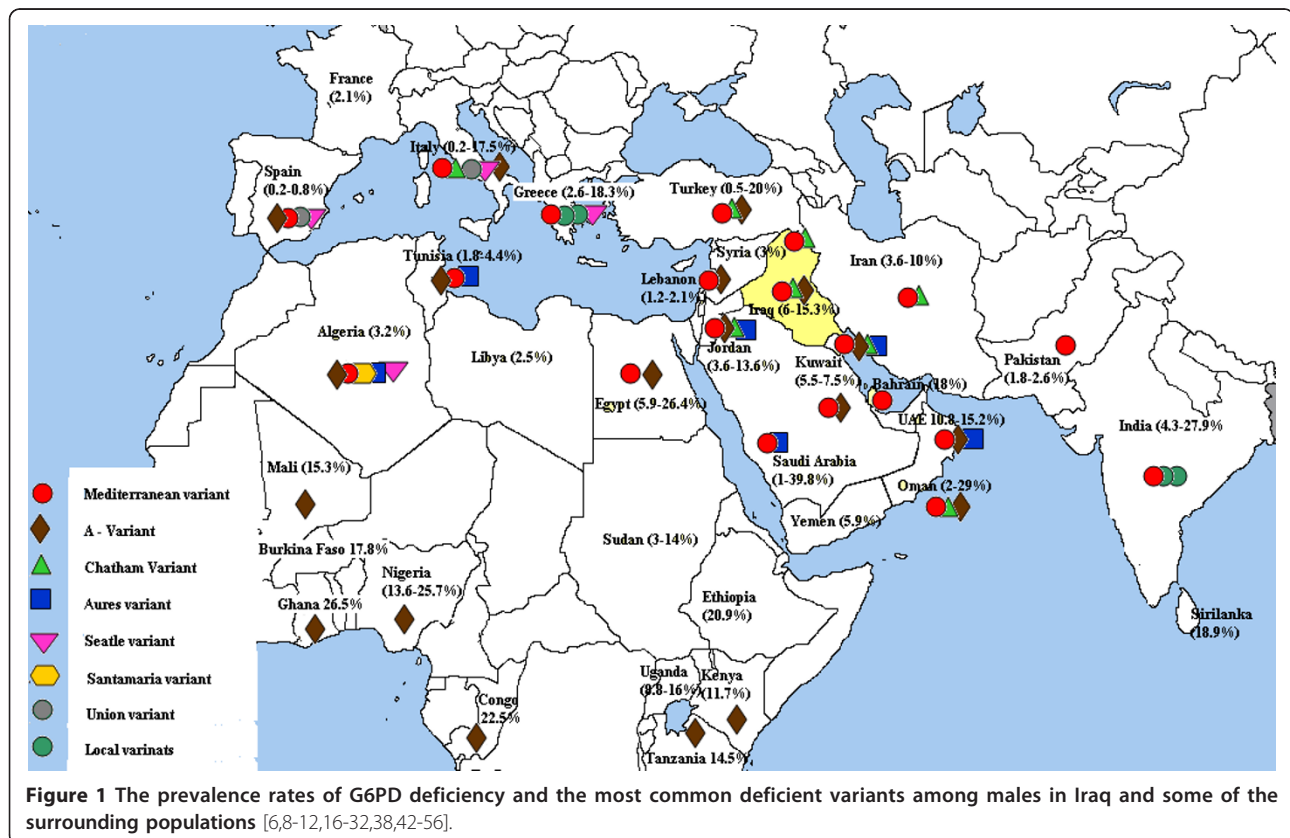 France
(2.1%)
Italy (0.2-17.5%)
Spain
(0.2-0.8%)
Greece (2.6-18.3%)
Turkey (0.5-20%)
Tunisia (1.8-4.4%)
Syria (3%)
Lebanon
(1.2-2.1%)
Iran (3.6-10%)
Iraq (6-15.3%)
Algeria (3.2%)
Libya (2.5%)
Jordan
(3.6-13.6%)
Kuwait
(5.5-7.5%)
Pakistan
(1.8-2.6%)
Egypt (5.9-26.4%)
Bahrain (18%)
UAE 10.8-15.2%)
India (4.3-27.9%
Mali (15.3%)
Saudi Arabia
(1-39.8%)
Oman (2-29%)
Yemen (5.9%)
Sudan (3-14%)
Burkina Faso 17.8%
Nigeria
(13.6-25.7%)
Ghana 26.5%
Ethiopia
(20.9%)
Sirilanka
(18.9%)
Uganda
(8.8-16%)
Kenya
(11.7%)
Congo
22.5%
Tanzania 14.5%
Mediterranean variant
A - Variant
Chatham Variant
Aures variant
Seatle variant
Santamaria variant
Union variant
Local varinats
Figure 1 The prevalence rates of G6PD deficiency and the most common deficient variants among males in Iraq and some of the
surrounding populations [6,8-12,16-32,38,42-56].